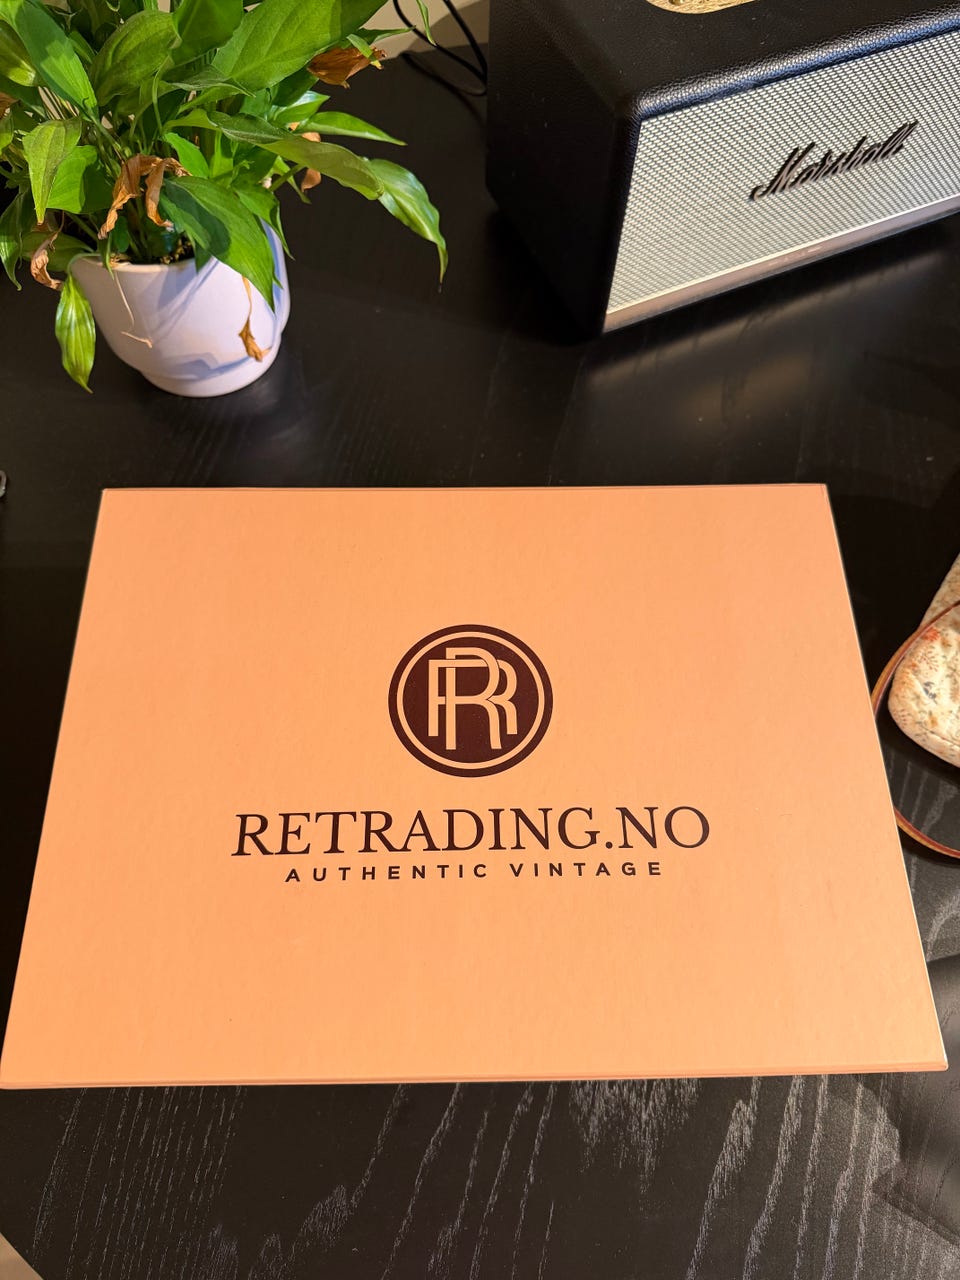 Marshall
RR
RETRADING.NO
AUTHENTIC VINTAGE